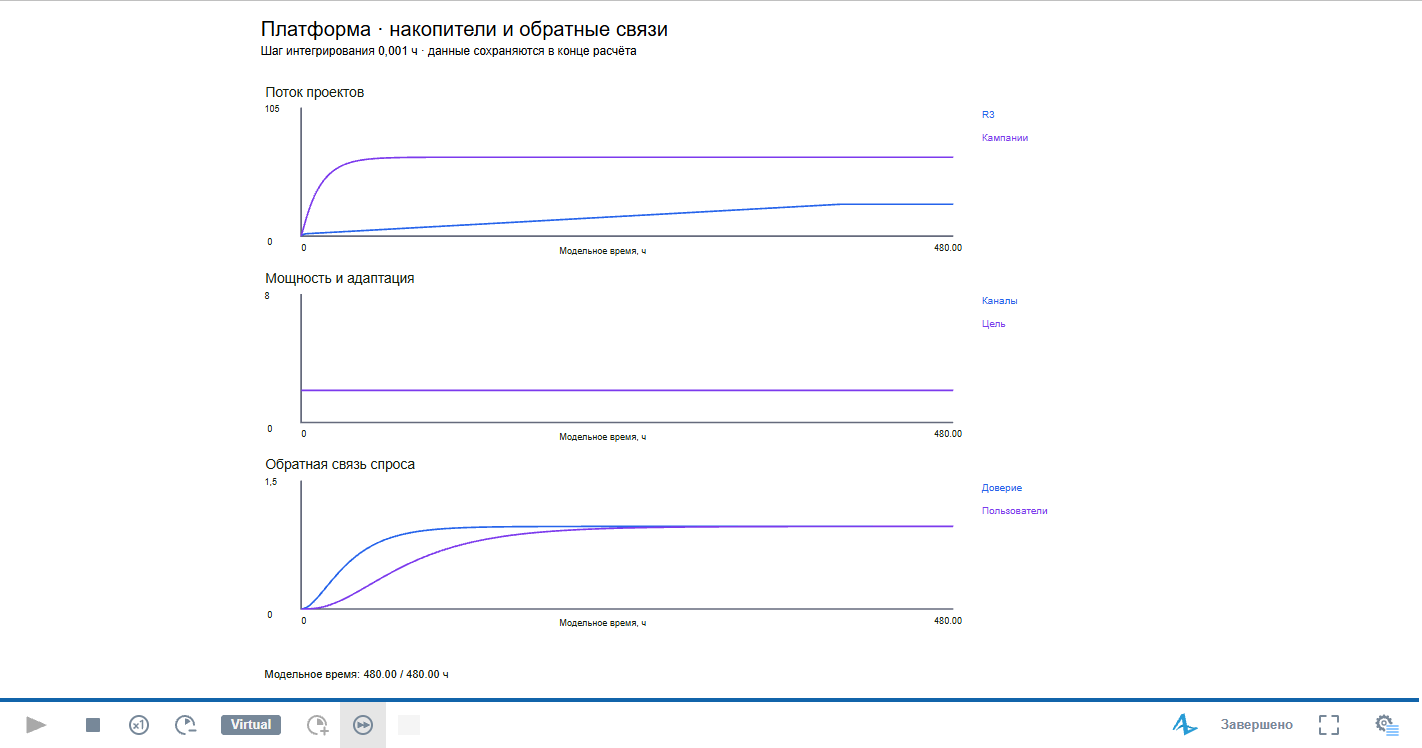 Платформа · накопители и обратные связи
Шаг интегрирования 0,001 ч · данные сохраняются в конце расчёта
Поток проектов
105
R3
Кампании
0
0
Модельное время, ч
480.00
Мощность и адаптация
8
Каналы
Цель
0
0
Модельное время, ч
480.00
Обратная связь спроса
1,5
Доверие
Пользователи
0
0
Модельное время, ч
480.00
Модельное время: 480.00 / 480.00 ч
x1
Virtual
Завершено